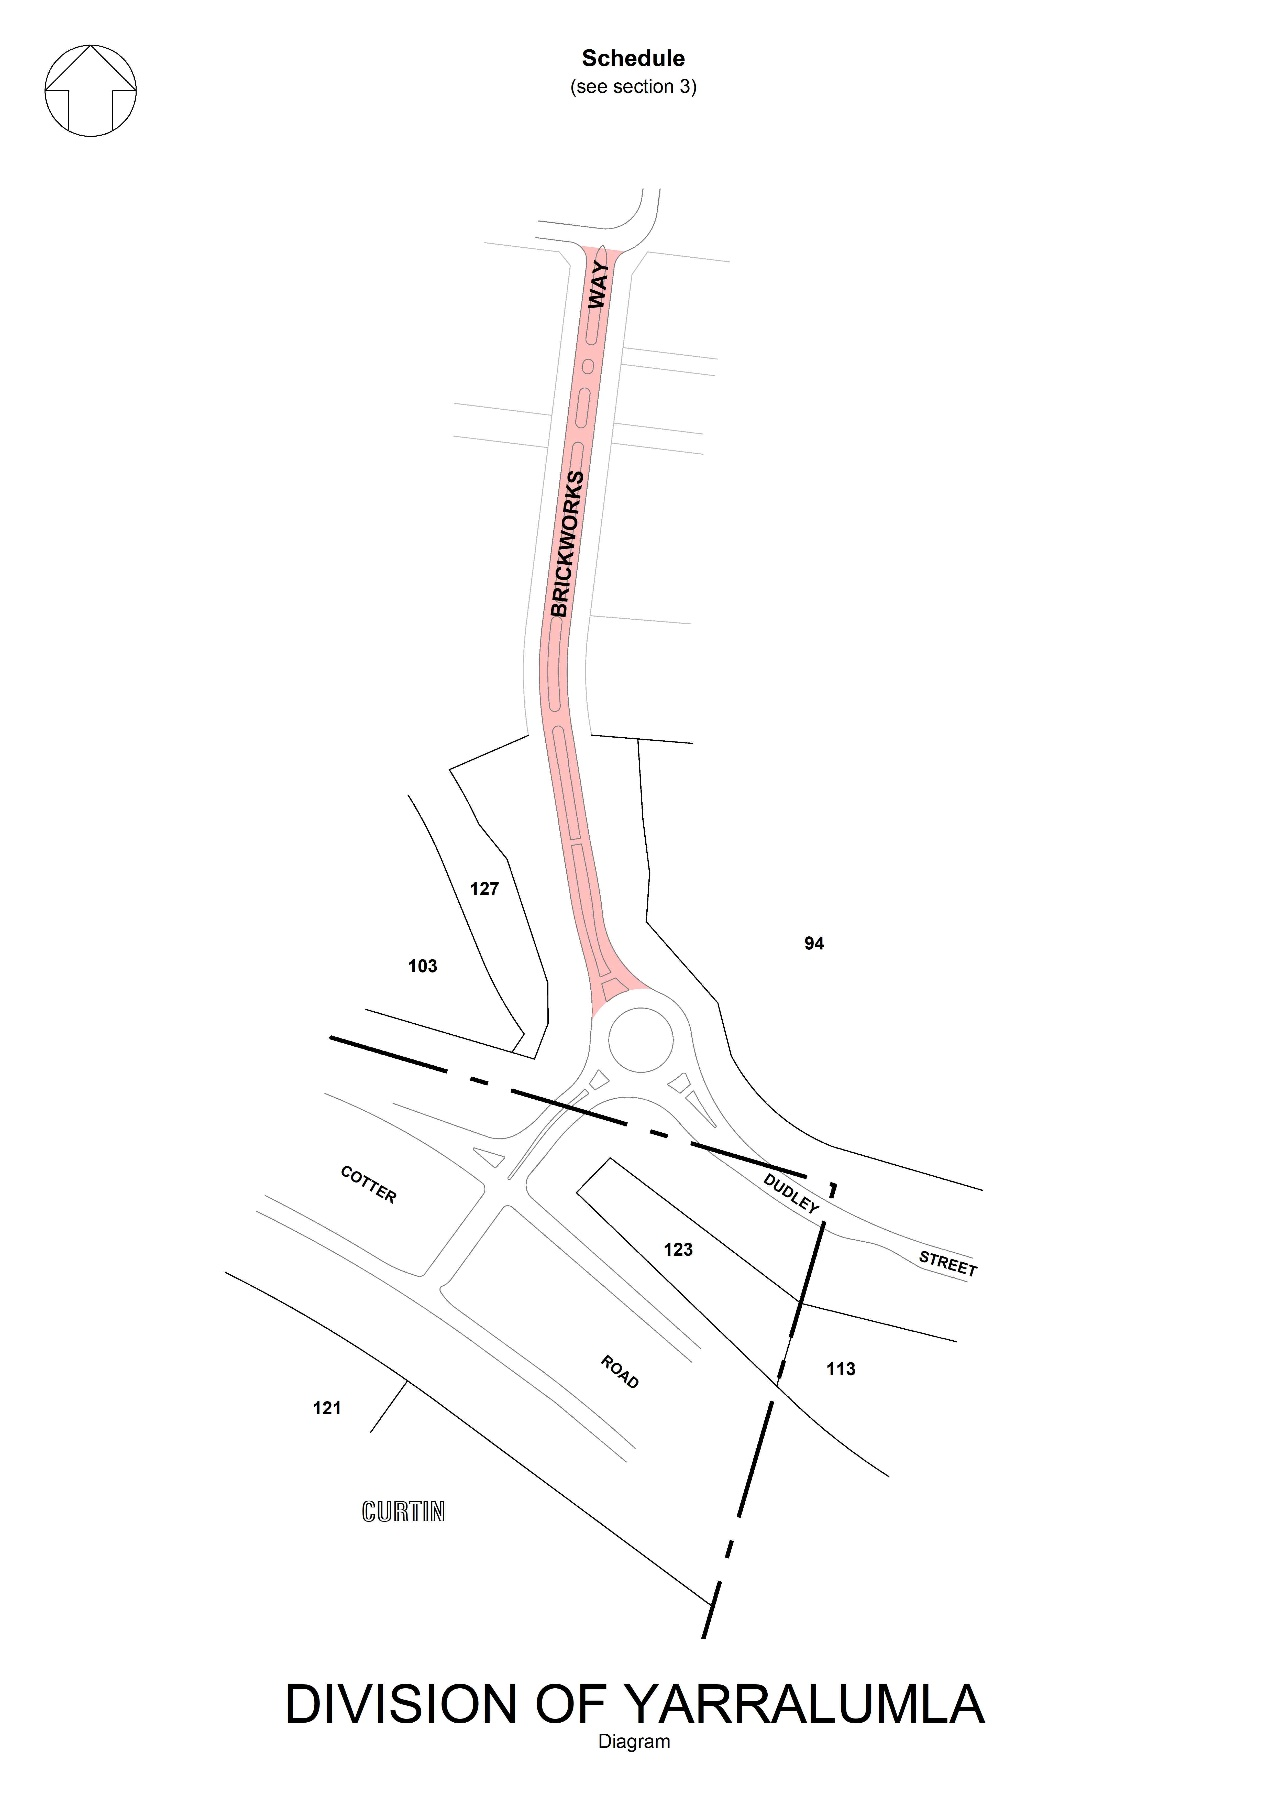 Schedule
(see section 3)
WAY
BRICKWORKS
127
94
103
COTTER
DUDLEY
123
STREET
ROAD
113
121
CURTIN
DIVISION OF YARRALUMLA
Diagram